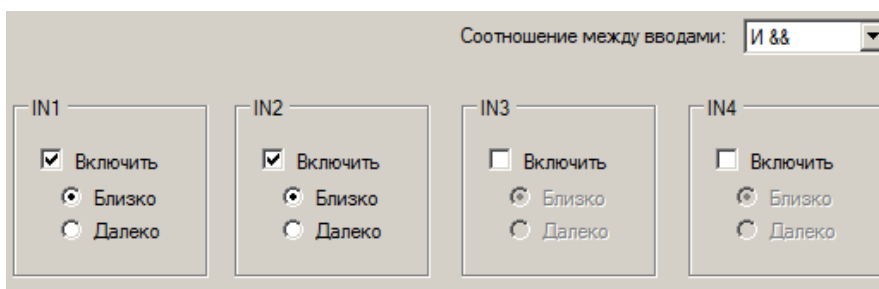 Соотношение между вводами: И &&
IN1 IN2 IN3 IN4
Включить Включить Включить Включить
Близко Близко Близко Близко
Далеко Далеко Далеко Далеко